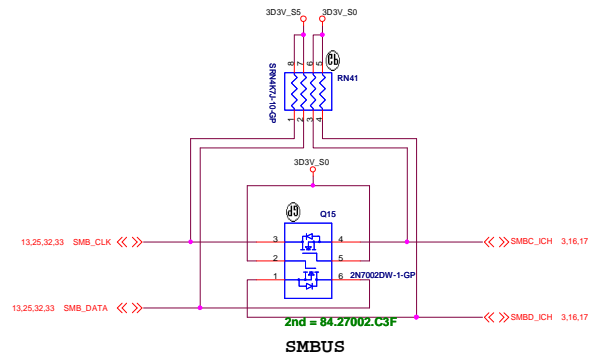 3D3V_S5 3D3V_S0
8 7 6 5
RN41
SRN4K7J-10-GP
1 2 3 4
3D3V_S0
Q15
13,25,32,33 SMB_CLK 3 4 SMBC_ICH 3,16,17
2 5
1 6 2N7002DW-1-GP
13,25,32,33 SMB_DATA SMBD_ICH 3,16,17
2nd = 84.27002.C3F
SMBUS